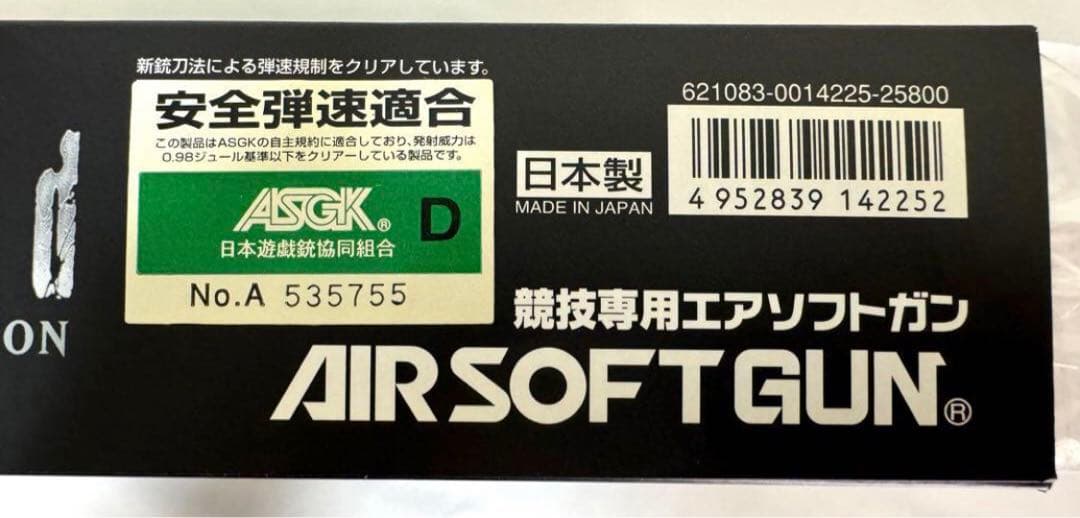 新銃刀法による弾速規制をクリアしています。
安全弾速適合
この製品はASGKの自主規約に適合しており、発射威力は
0.98ジュール基準以下をクリアーしている製品です。
ASGK® D
日本遊戯銃協同組合
No.A 535755
ON
621083-0014225-25800
4 952839 142252
日本製
MADE IN JAPAN
競技専用エアソフトガン
AIR SOFT GUN®